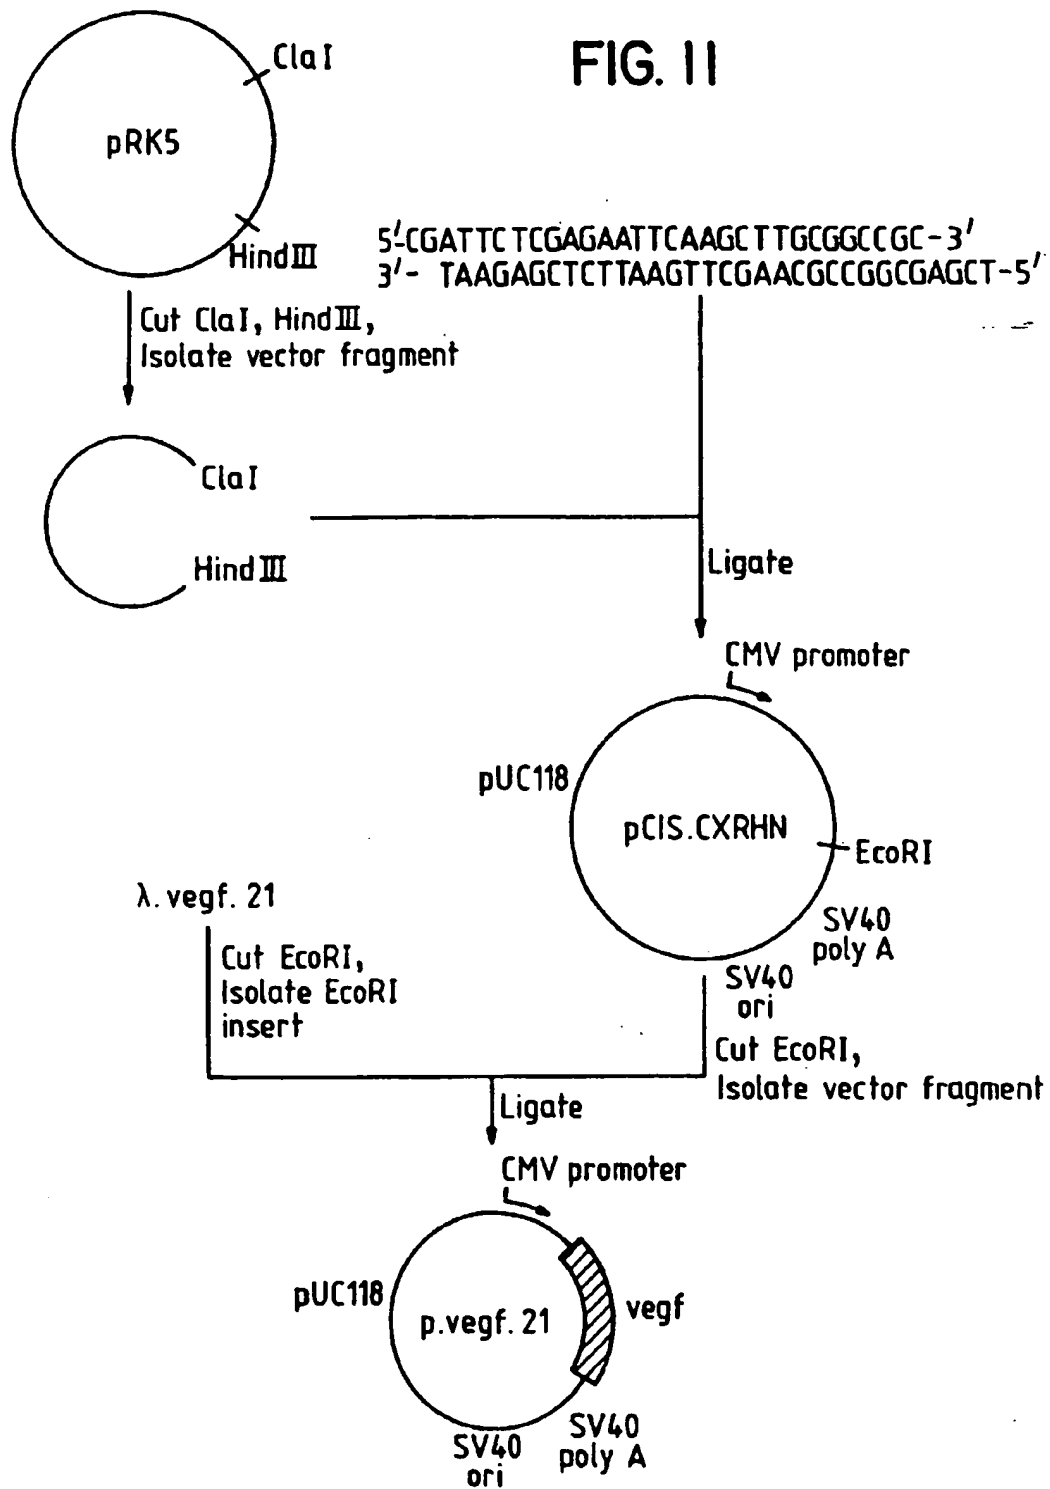 FIG. 11
ClaI
pRK5
HindIII
5'-CGATTCTCGAGAATTCAAGCTTGCGGCCGC-3'
3'- TAAGAGCTCTTAAGTTCGAACGCCGGCGAGCT-5'
Cut ClaI, HindIII,
Isolate vector fragment
ClaI
HindIII
Ligate
CMV promoter
pUC118
pCIS.CXRHN
EcoRI
SV40
poly A
SV40
ori
λ.vegf.21
Cut EcoRI,
Isolate EcoRI
insert
Cut EcoRI,
Isolate vector fragment
Ligate
CMV promoter
pUC118
p.vegf.21
vegf
SV40
poly A
SV40
ori